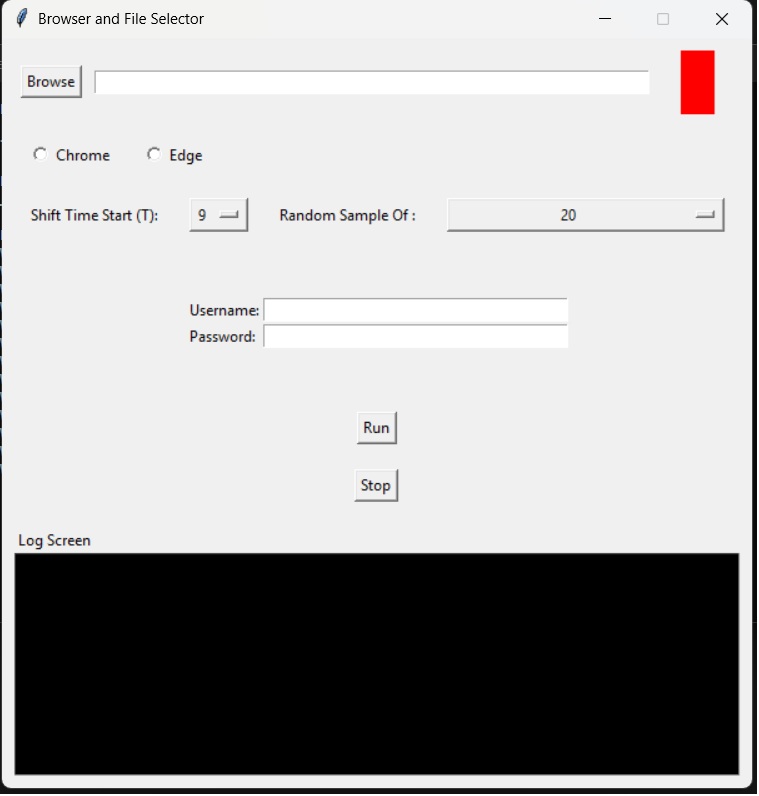 Browser and File Selector
Browse
Chrome Edge
Shift Time Start (T): 9 Random Sample Of : 20
Username:
Password:
Run
Stop
Log Screen